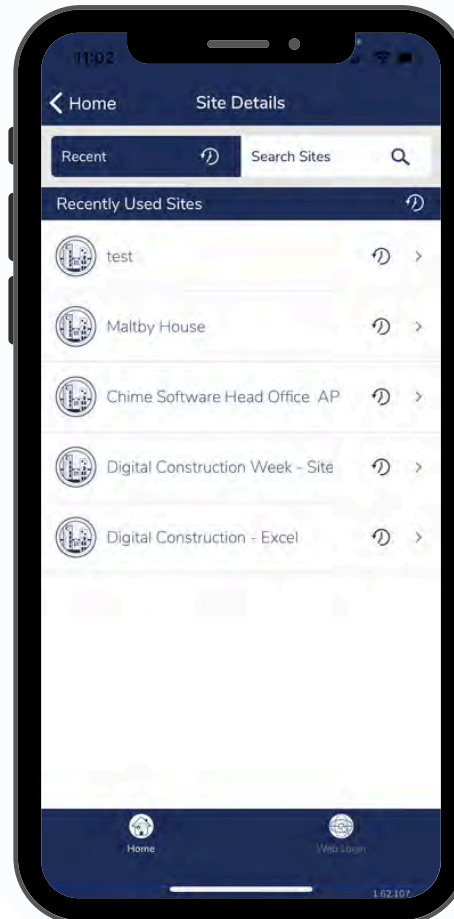 11:02
Home Site Details
Recent Search Sites
Recently Used Sites
test
Maltby House
Chime Software Head Office AP
Digital Construction Week - Site
Digital Construction - Excel
Home Web Login
1.62.107